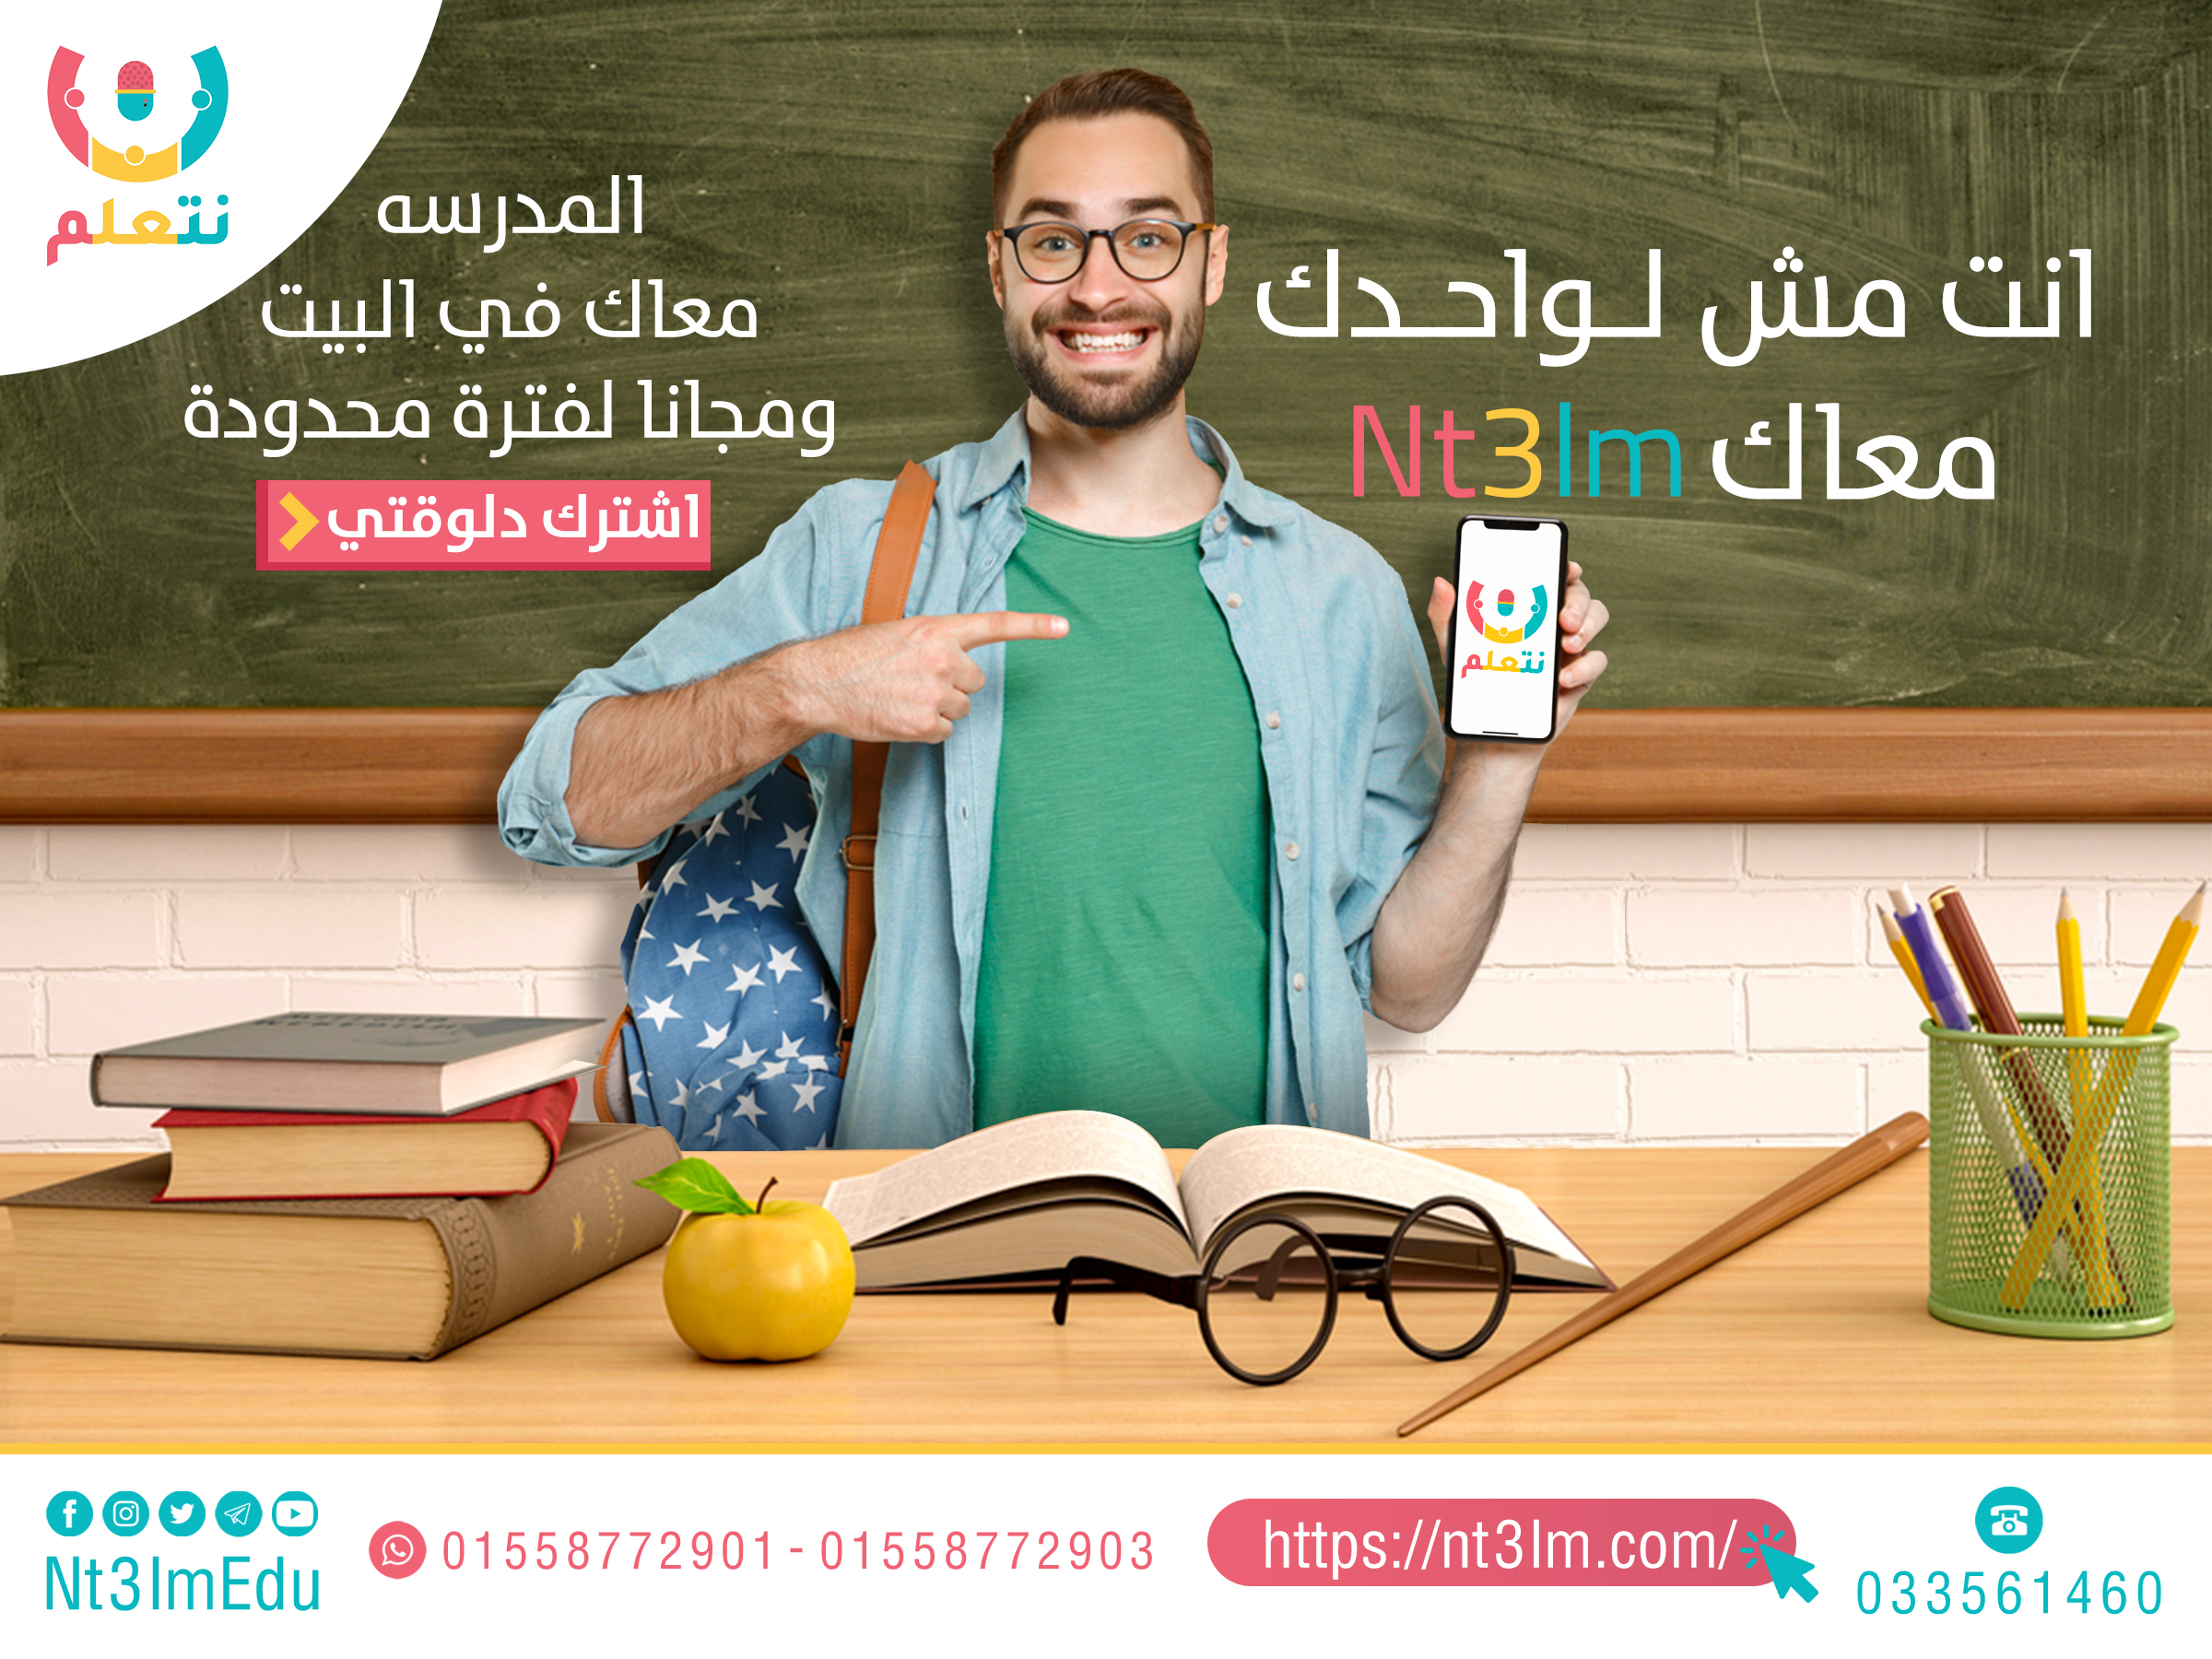 نتعلم
انت مش لـواحـدك
معاك Nt3lm
المدرسه
معاك في البيت
ومجانا لفترة محدودة
اشترك دلوقتي
نتعلم
Nt3lmEdu
01558772901 - 01558772903
https://nt3lm.com/
033561460